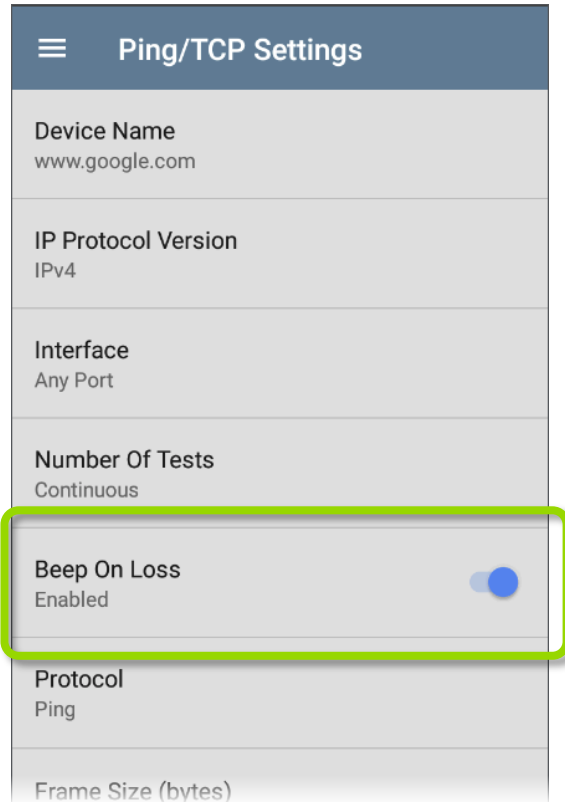 Ping/TCP Settings
Device Name
www.google.com
IP Protocol Version
IPv4
Interface
Any Port
Number Of Tests
Continuous
Beep On Loss
Enabled
Protocol
Ping
Frame Size (bytes)